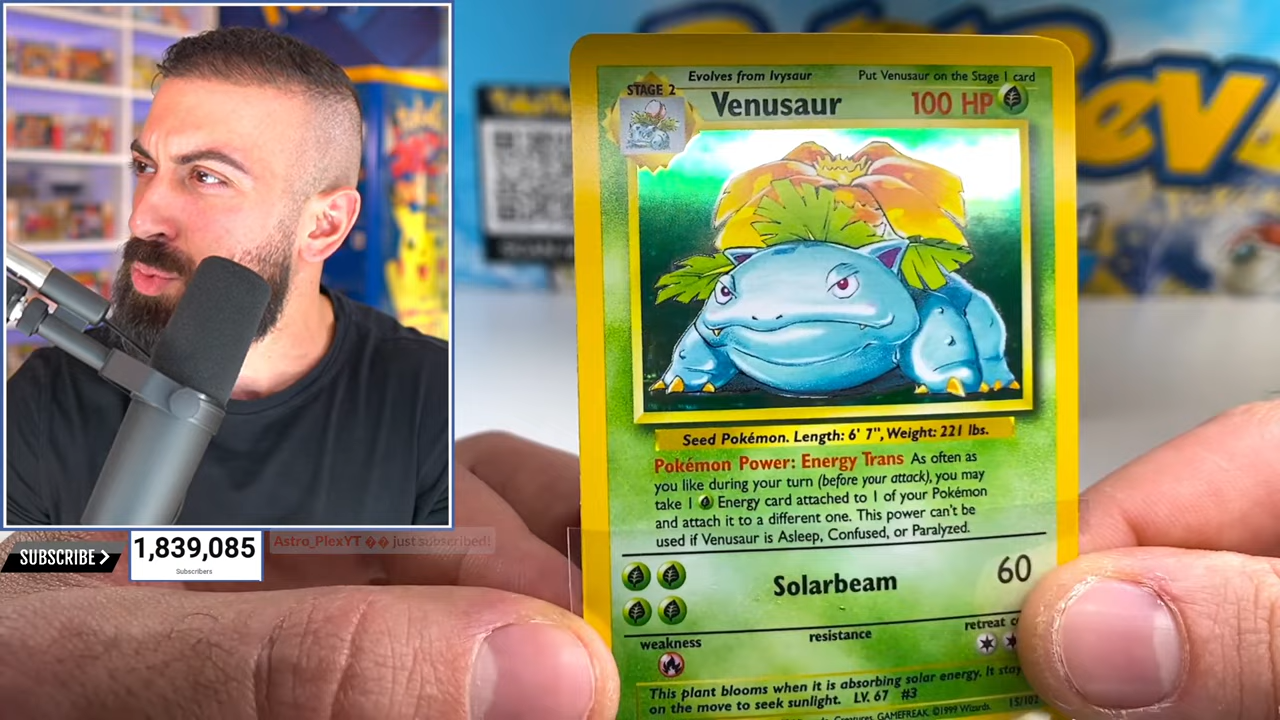 Evolves from Ivysaur
Put Venusaur on the Stage 1 card
STAGE 2
Venusaur
100 HP
Seed Pokémon. Length: 6' 7", Weight: 221 lbs.
Pokémon Power: Energy Trans As often as
you like during your turn (before your attack), you may
take 1 Energy card attached to 1 of your Pokémon
and attach it to a different one. This power can't be
used if Venusaur is Asleep, Confused, or Paralyzed.
Solarbeam
60
weakness
resistance
retreat
This plant blooms when it is absorbing solar energy. It stays
on the move to seek sunlight. LV. 67 #3
GAMEFREAK. ©1999 Wizards. 15/102
SUBSCRIBE
1,839,085
Subscribers
Astro_PlexYT �� just subscribed!